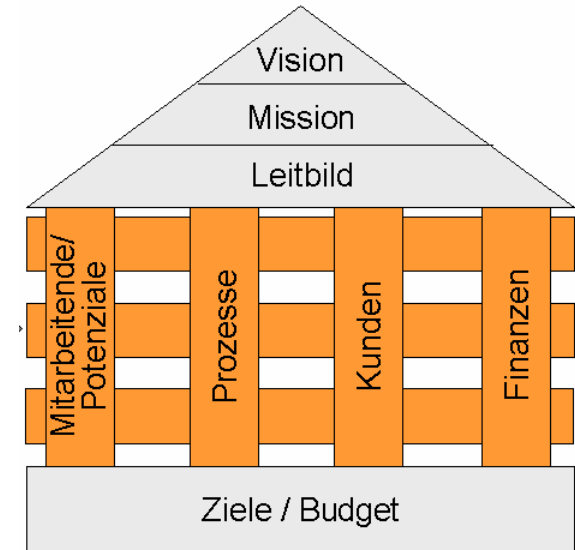 Vision
Mission
Leitbild
Mitarbeitende/
Potenziale
Prozesse
Kunden
Finanzen
Ziele / Budget